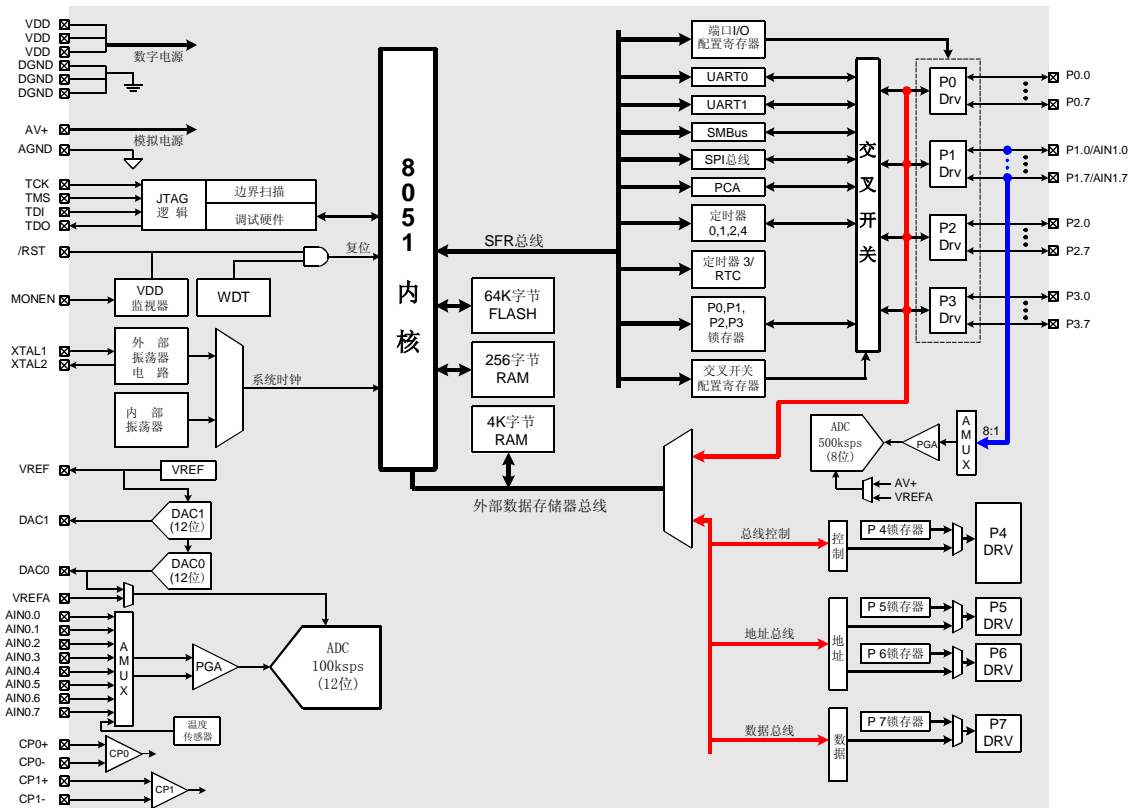 VDD
VDD
VDD
数字电源
DGND
DGND
DGND
AV+
模拟电源
AGND
TCK
TMS
TDI
TDO
JTAG
逻辑
边界扫描
调试硬件
/RST
复位
MONEN
VDD
监视器
WDT
XTAL1
XTAL2
外 部
振荡器
电 路
系统时钟
内 部
振荡器
VREF
VREF
DAC1
DAC1
(12位)
DAC0
DAC0
(12位)
VREFA
AIN0.0
AIN0.1
AIN0.2
AIN0.3
AIN0.4
AIN0.5
AIN0.6
AIN0.7
A
M
U
X
PGA
ADC
100ksps
(12位)
温度
传感器
CP0+
CP0-
CP0
CP1+
CP1-
CP1
8
0
5
1
内
核
SFR总线
64K字节
FLASH
256字节
RAM
4K字节
RAM
外部数据存储器总线
端口I/O
配置寄存器
UART0
UART1
SMBus
SPI总线
PCA
定时器
0,1,2,4
定时器 3/
RTC
P0,P1,
P2,P3
锁存器
交叉开关
配置寄存器
交
叉
开
关
P0
Drv
P1
Drv
P2
Drv
P3
Drv
P0.0
P0.7
P1.0/AIN1.0
P1.7/AIN1.7
P2.0
P2.7
P3.0
P3.7
ADC
500ksps
(8位)
PGA
A
M
U
X
8:1
AV+
VREFA
总线控制
控
制
P 4锁存器
P4
DRV
地址总线
地
址
P 5锁存器
P5
DRV
P 6锁存器
P6
DRV
数据总线
数
据
P 7锁存器
P7
DRV